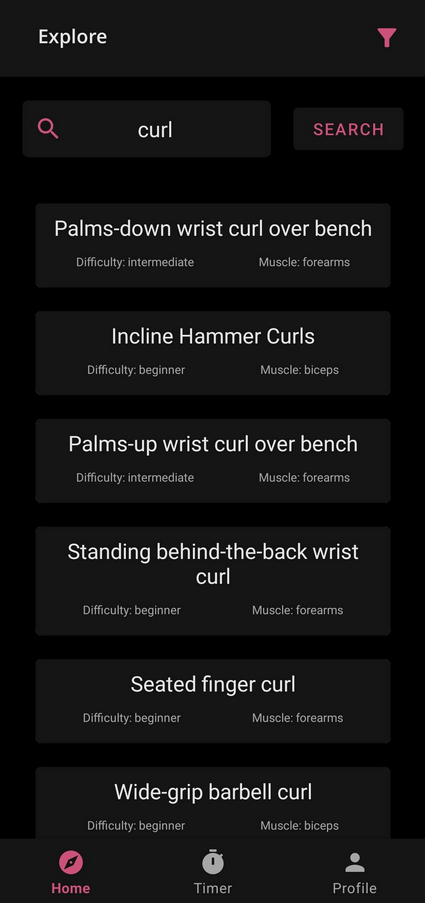 Explore
curl
SEARCH
Palms-down wrist curl over bench
Difficulty: intermediate Muscle: forearms
Incline Hammer Curls
Difficulty: beginner Muscle: biceps
Palms-up wrist curl over bench
Difficulty: intermediate Muscle: forearms
Standing behind-the-back wrist
curl
Difficulty: beginner Muscle: forearms
Seated finger curl
Difficulty: beginner Muscle: forearms
Wide-grip barbell curl
Difficulty: beginner Muscle: biceps
Home Timer Profile